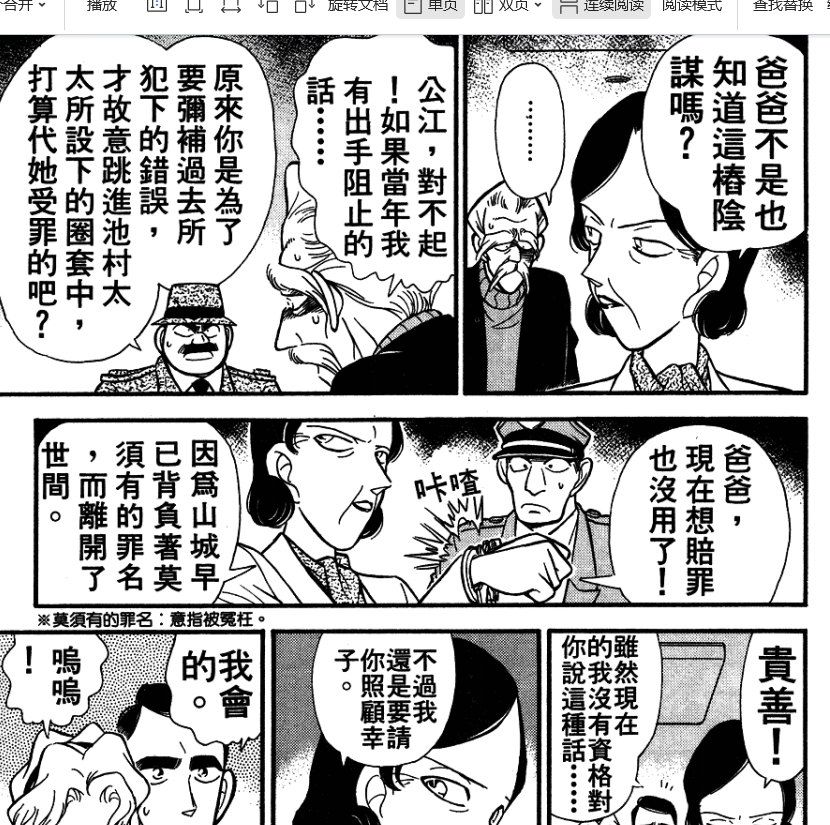 合并
播放
旋转文档
单页
双页
连续阅读
阅读模式
查找替换
爸爸不是也
知道這樁陰
謀嗎？
………
公江，對不起
！如果當年我
有出手阻止的
話……
原來你是為了
要彌補過去所
犯下的錯誤，
才故意跳進池村太
太所設下的圈套中，
打算代她受罪的吧？
爸爸，
現在想賠罪
也沒用了！
咔喳
因為山城早
已背負著莫
須有的罪名
，而離開了
世間。
※莫須有的罪名：意指被冤枉。
貴善！
雖然現在
的我沒有資格對
你說這種話……
不過我
還是要請
你照顧幸
子。
我會
的。
嗚嗚
！